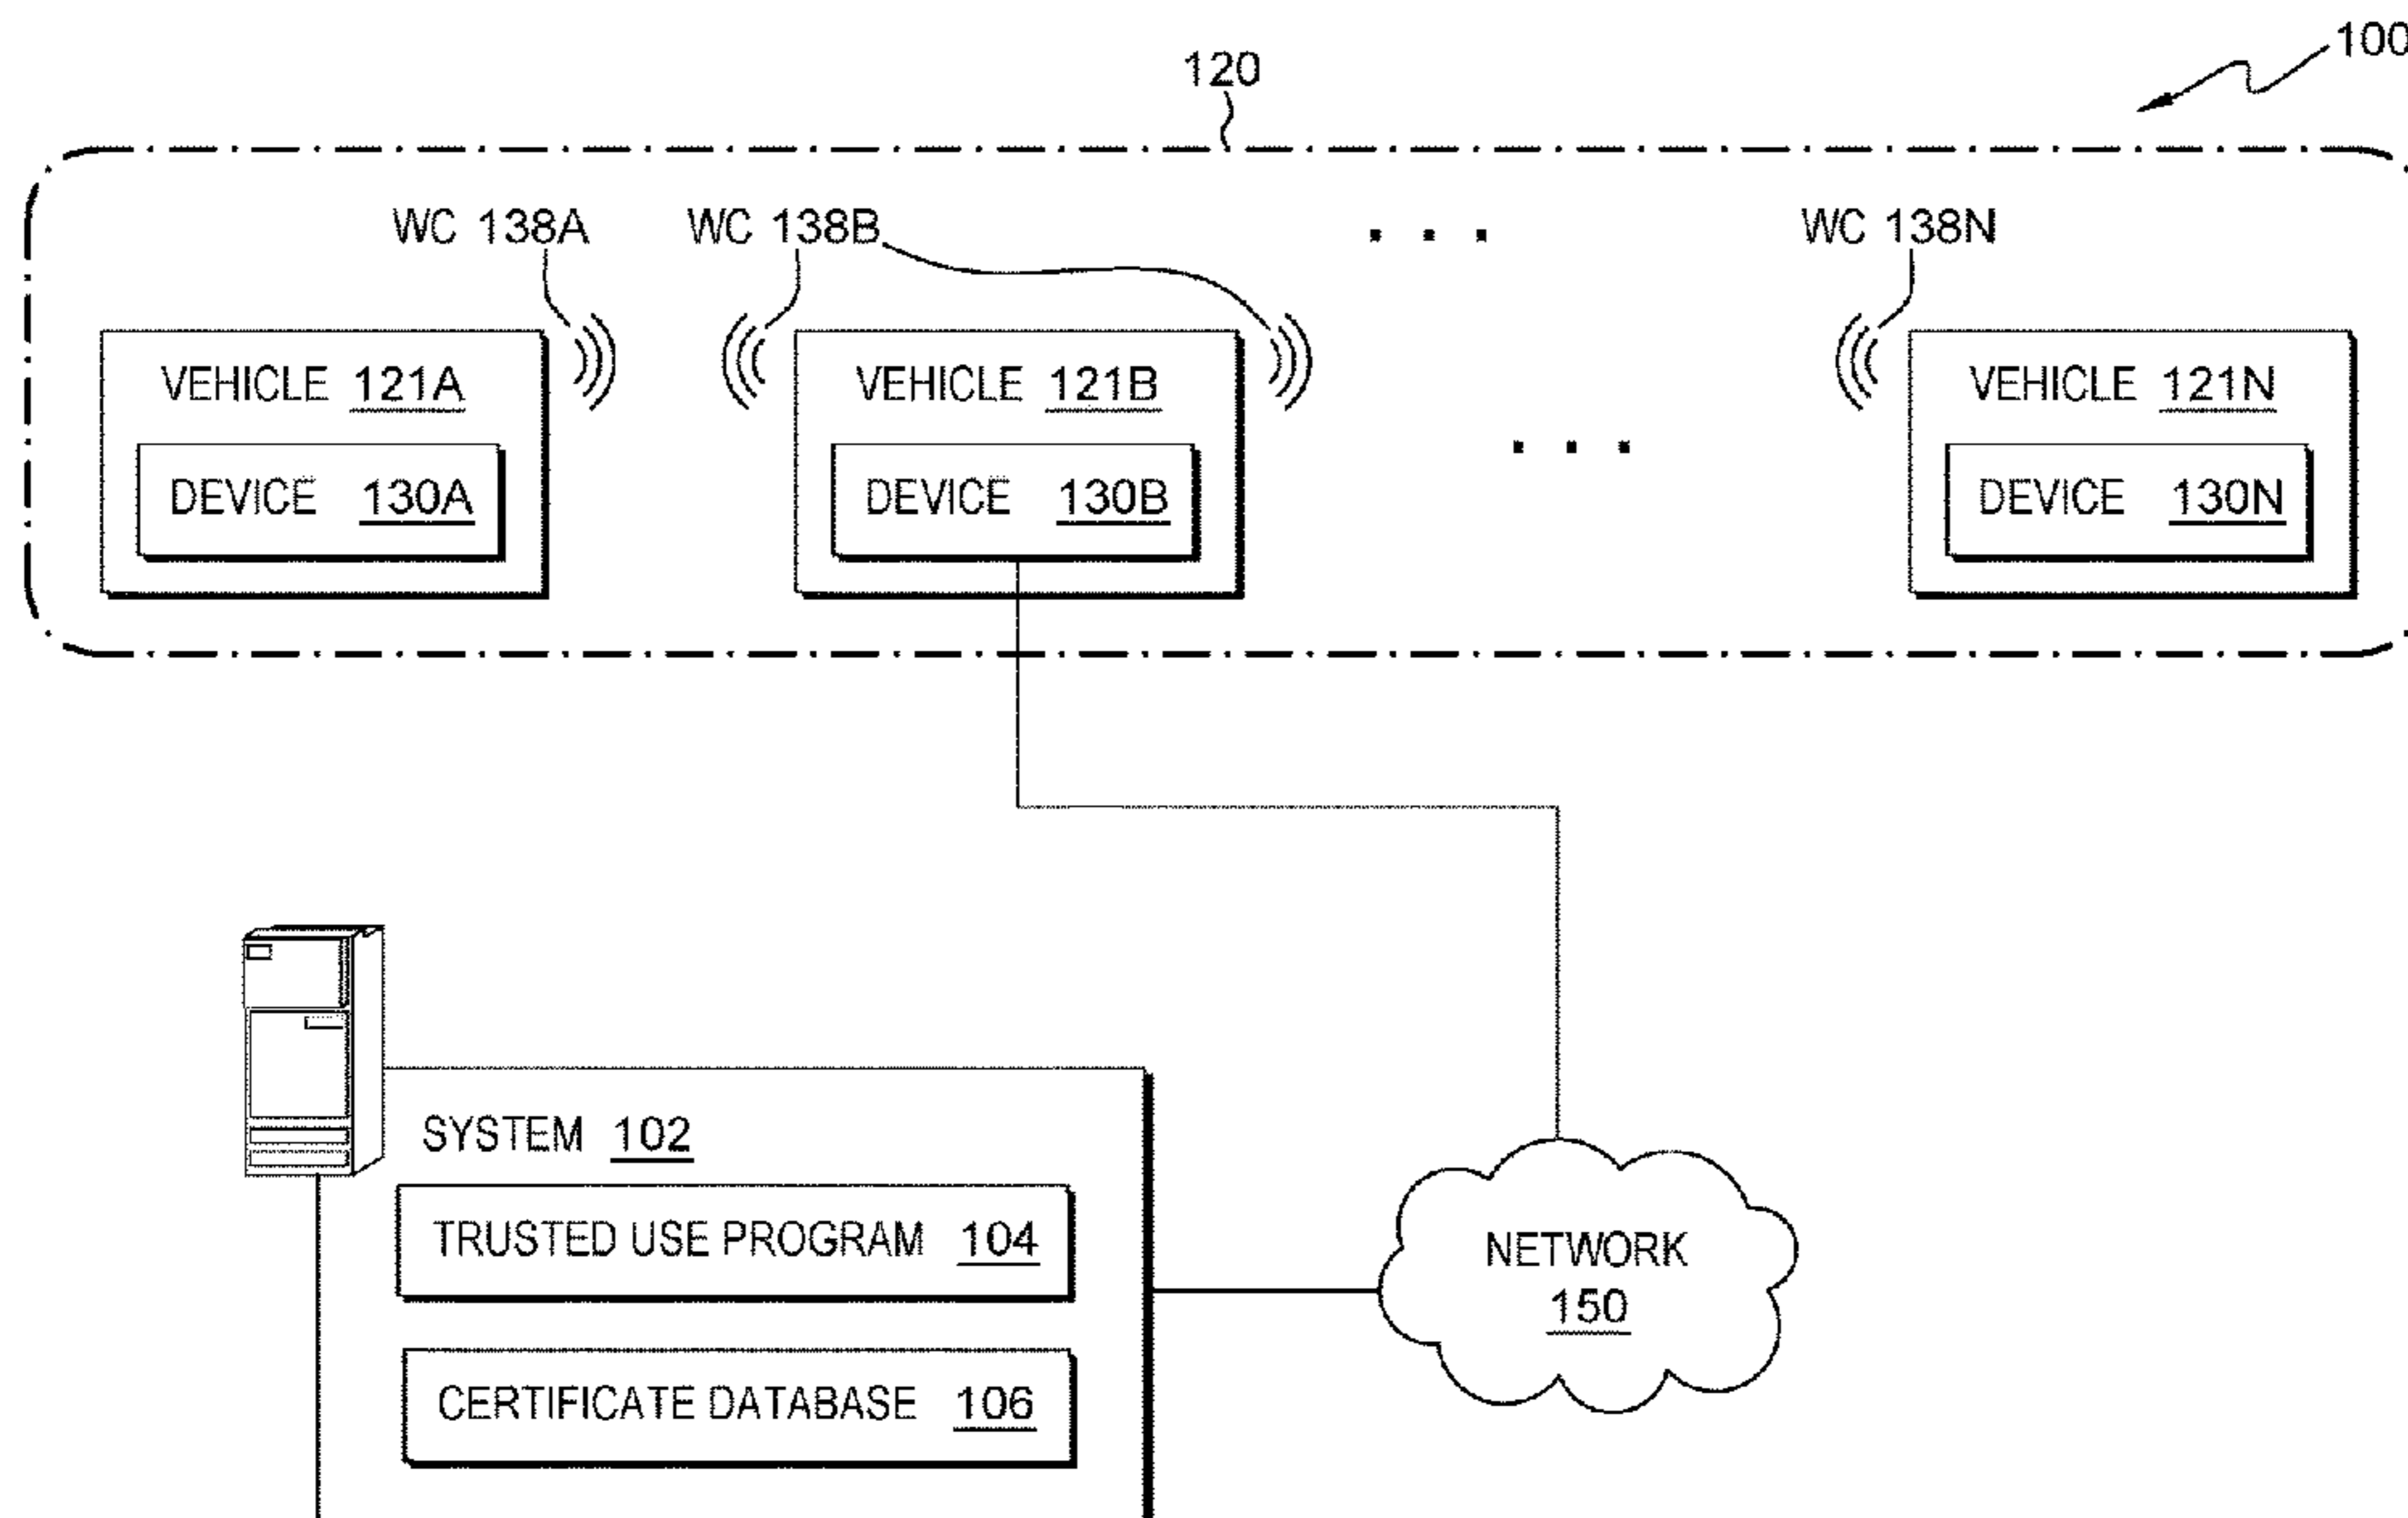 100
120
WC 138A WC 138B . . . WC 138N
VEHICLE 121A VEHICLE 121B VEHICLE 121N
. . .
DEVICE 130A DEVICE 130B DEVICE 130N
SYSTEM 102
TRUSTED USE PROGRAM 104
NETWORK
150
CERTIFICATE DATABASE 106